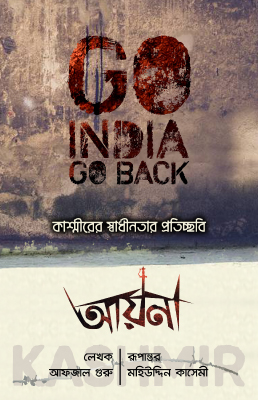 GO
INDIA
GO BACK
কাশ্মীরের স্বাধীনতার প্রতিচ্ছবি
আয়না
KASHMIR
লেখক | রূপান্তর
আফজাল গুরু | মহিউদ্দিন কাসেমী